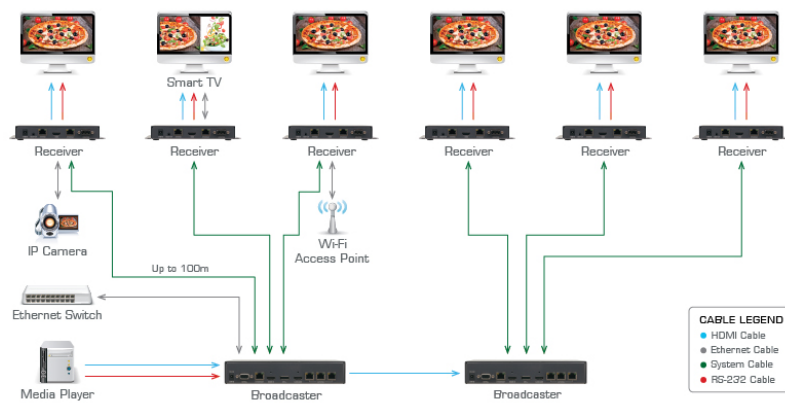 Smart TV
Receiver
Receiver
Receiver
Receiver
Receiver
Receiver
IP Camera
Wi-Fi
Access Point
Up to 100m
Ethernet Switch
Media Player
Broadcaster
Broadcaster
CABLE LEGEND
HDMI Cable
Ethernet Cable
System Cable
RS-232 Cable